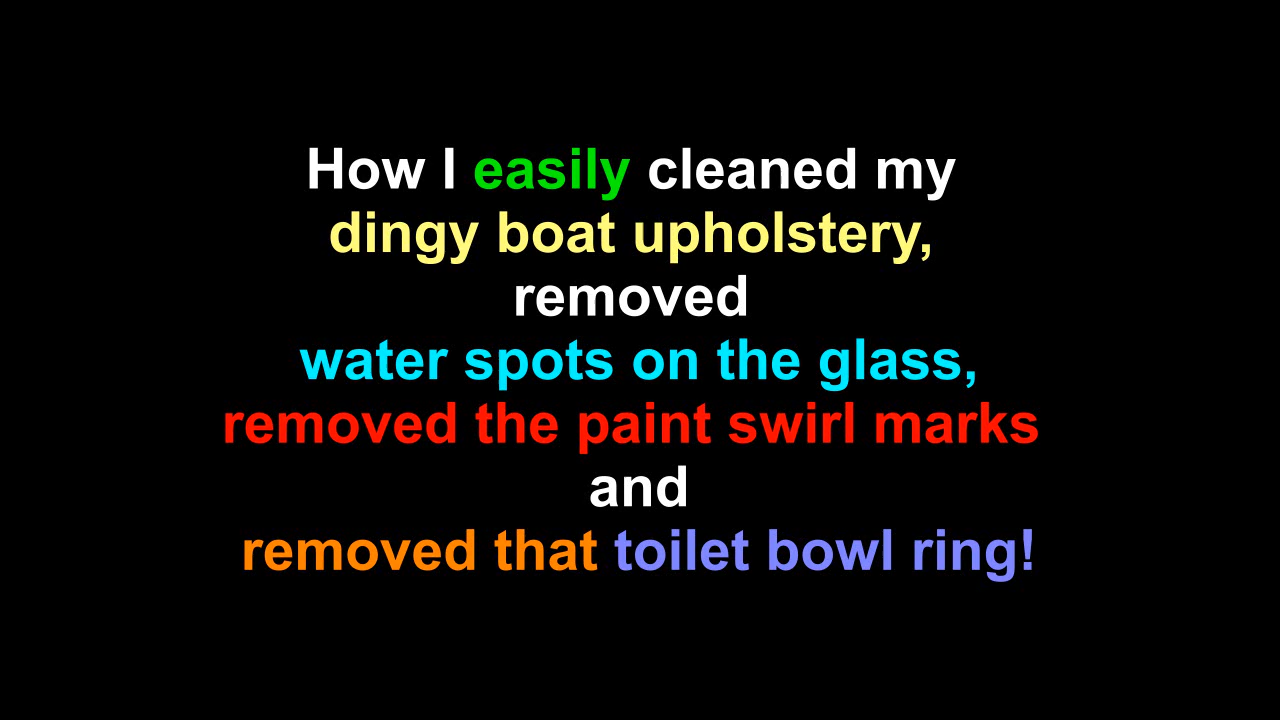 How I easily cleaned my
dingy boat upholstery,
removed
water spots on the glass,
removed the paint swirl marks
and
removed that toilet bowl ring!